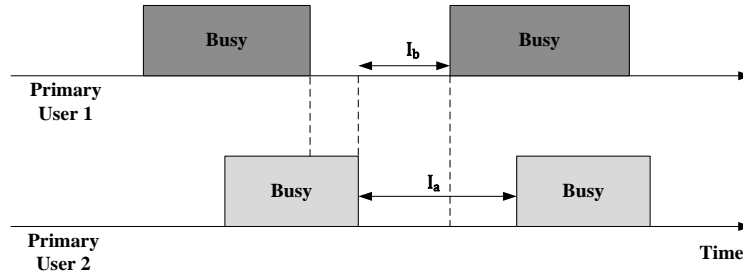 Busy
I_b
Busy
Primary
User 1
Busy
I_a
Busy
Time
Primary
User 2